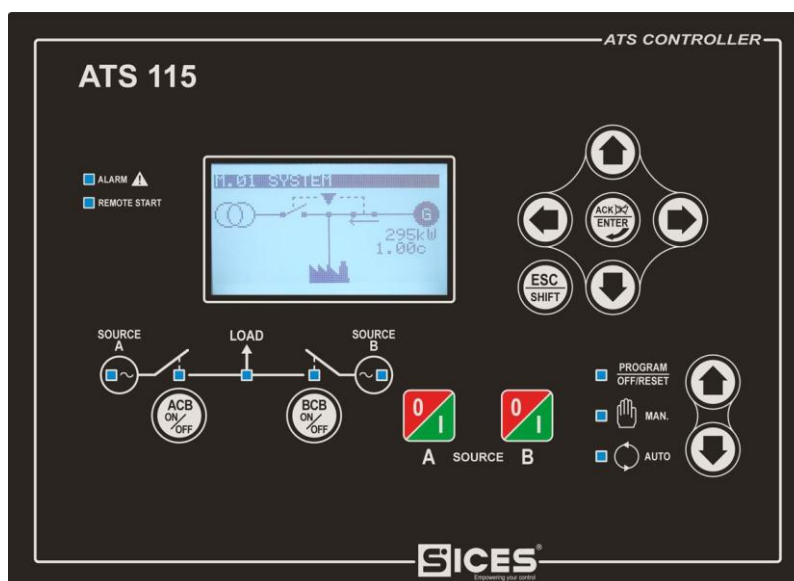 ATS CONTROLLER
ATS 115
ALARM
REMOTE START
M.01 SYSTEM
G
295kW
1.00c
ACK
ENTER
ESC
SHIFT
SOURCE
A
LOAD
SOURCE
B
ACB
ON/OFF
BCB
ON/OFF
0
I
0
I
A SOURCE B
PROGRAM
OFF/RESET
MAN.
AUTO
SICES®
Empowering your control